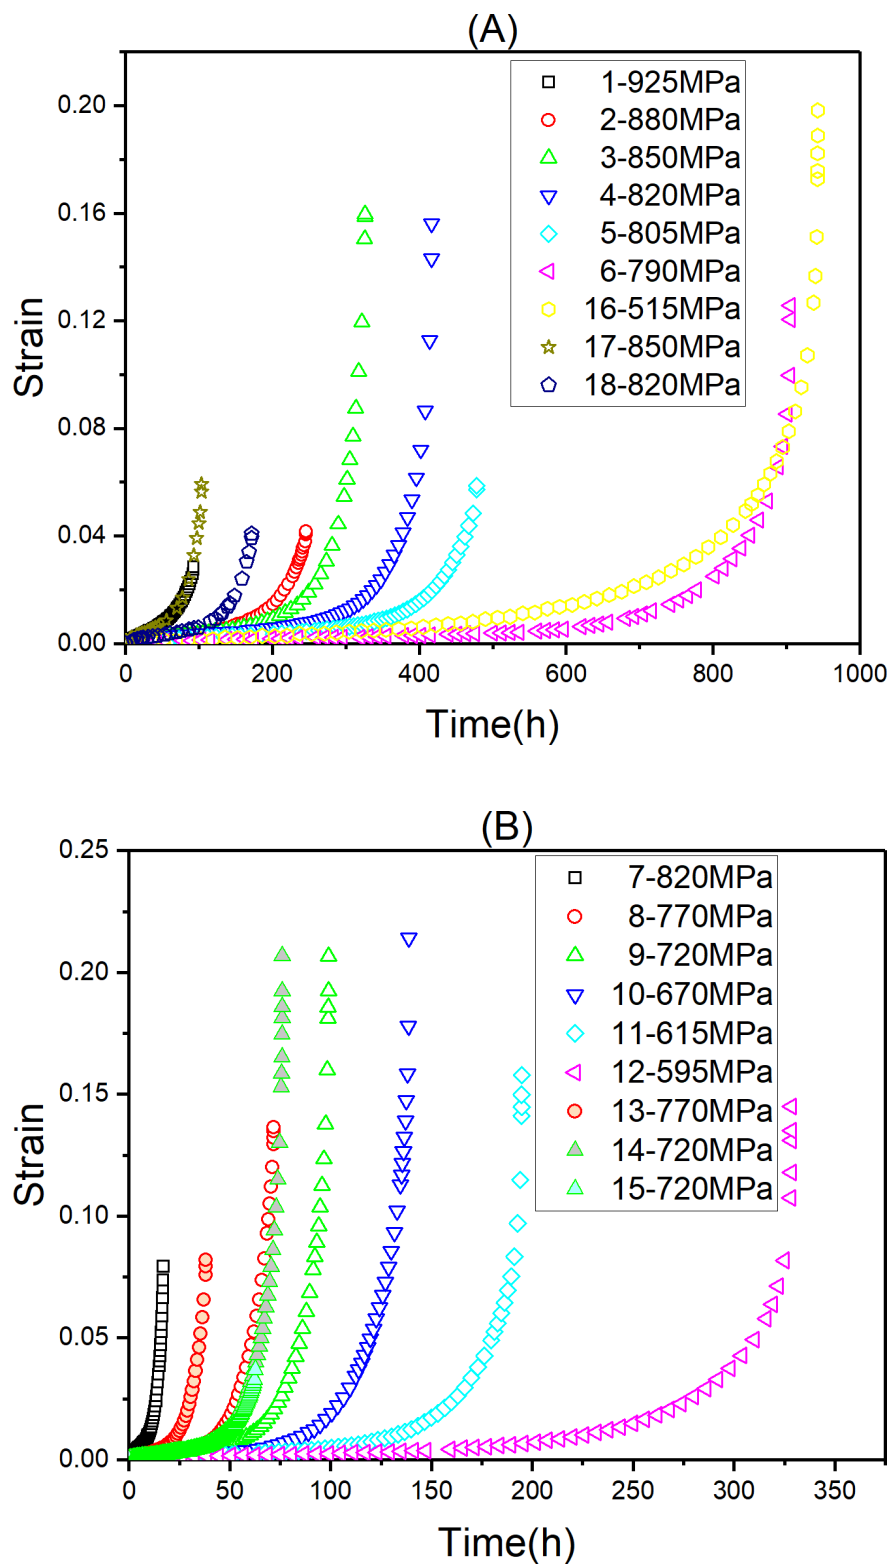 (A)
0.20
0.16
0.12
0.08
0.04
0.00
Strain
1-925MPa
2-880MPa
3-850MPa
4-820MPa
5-805MPa
6-790MPa
16-515MPa
17-850MPa
18-820MPa
0 200 400 600 800 1000
Time(h)
(B)
0.25
0.20
0.15
0.10
0.05
0.00
Strain
7-820MPa
8-770MPa
9-720MPa
10-670MPa
11-615MPa
12-595MPa
13-770MPa
14-720MPa
15-720MPa
0 50 100 150 200 250 300 350
Time(h)